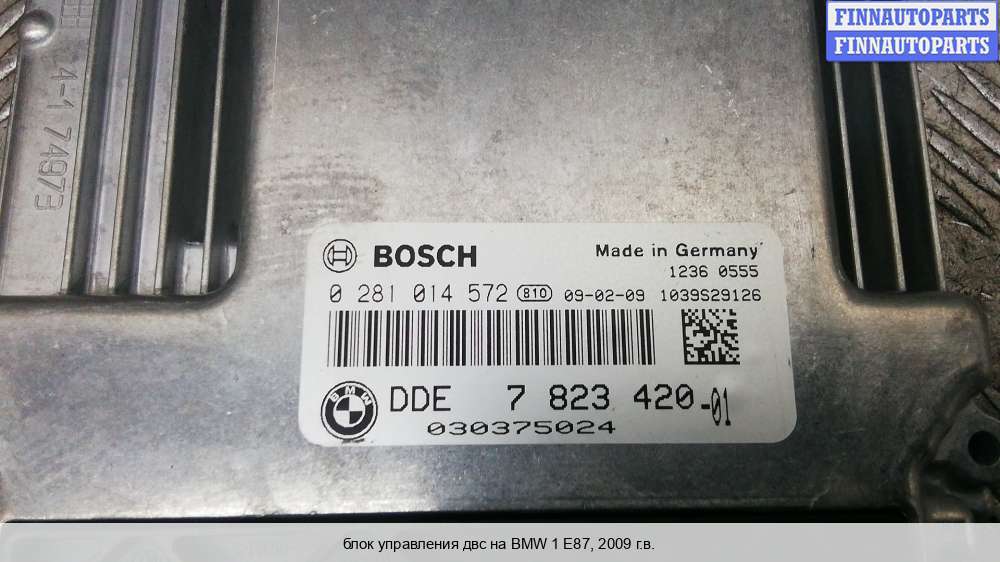 FINNAUTOPARTS
FINNAUTOPARTS
4-1 74973
BOSCH
Made in Germany
1236 0555
0 281 014 572 810 09-02-09 1039S29126
BMW
DDE 7 823 420-01
030375024
блок управления двс на BMW 1 E87, 2009 г.в.